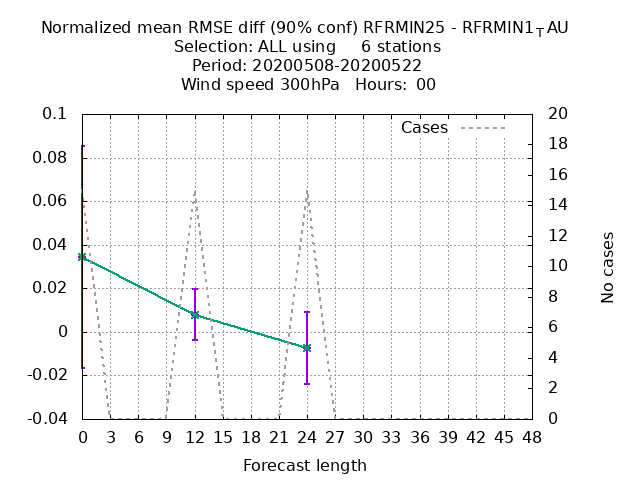 Normalized mean RMSE diff (90% conf) RFRMIN25 - RFRMIN1TAU
Selection: ALL using 6 stations
Period: 20200508-20200522
Wind speed 300hPa Hours: 00
Cases
0.1
0.08
0.06
0.04
0.02
0
-0.02
-0.04
20
18
16
14
12
10
8
6
4
2
0
No cases
0 3 6 9 12 15 18 21 24 27 30 33 36 39 42 45 48
Forecast length